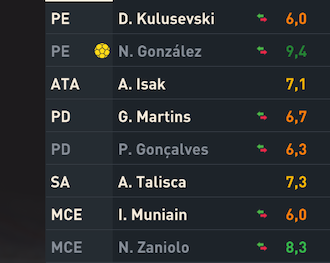 PE D. Kulusevski 6,0
PE N. González 9,4
ATA A. Isak 7,1
PD G. Martins 6,7
PD P. Gonçalves 6,3
SA A. Talisca 7,3
MCE I. Muniain 6,0
MCE N. Zaniolo 8,3